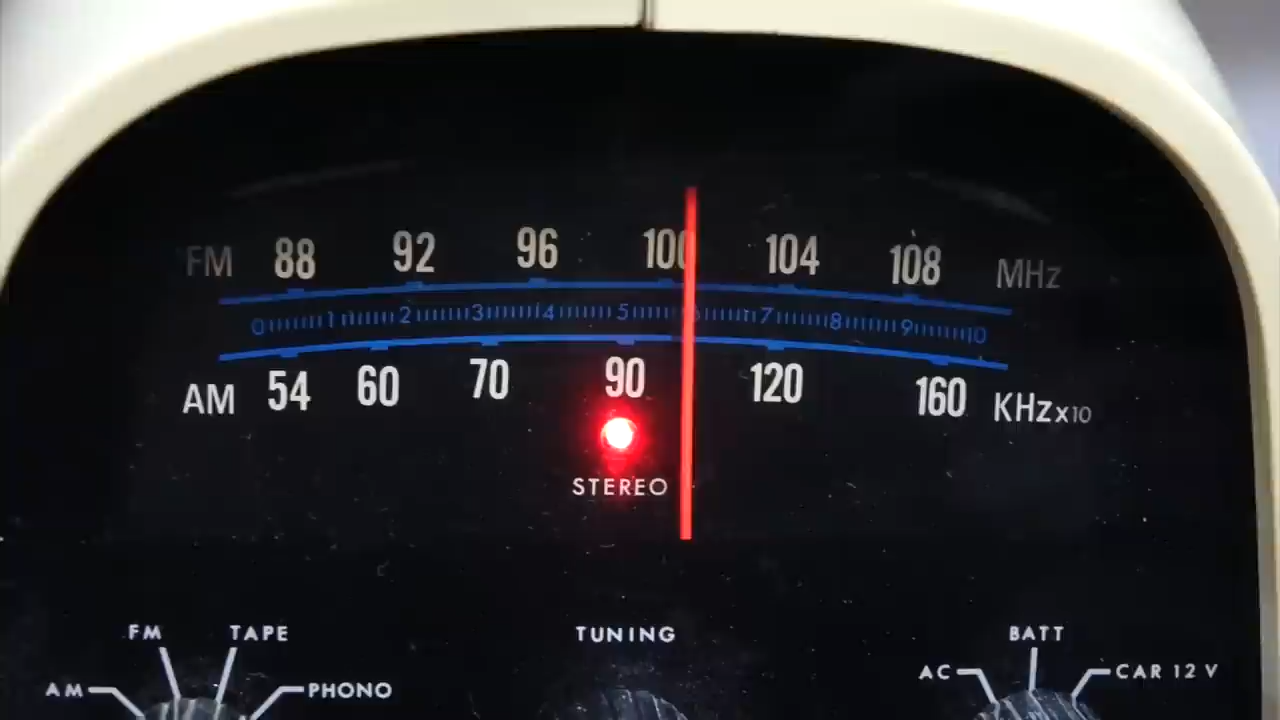 FM 88 92 96 100 104 108 MHz
0 1 2 3 4 5 6 7 8 9 10
AM 54 60 70 90 120 160 KHz x10
STEREO
FM TAPE TUNING BATT
AM PHONO AC CAR 12 V